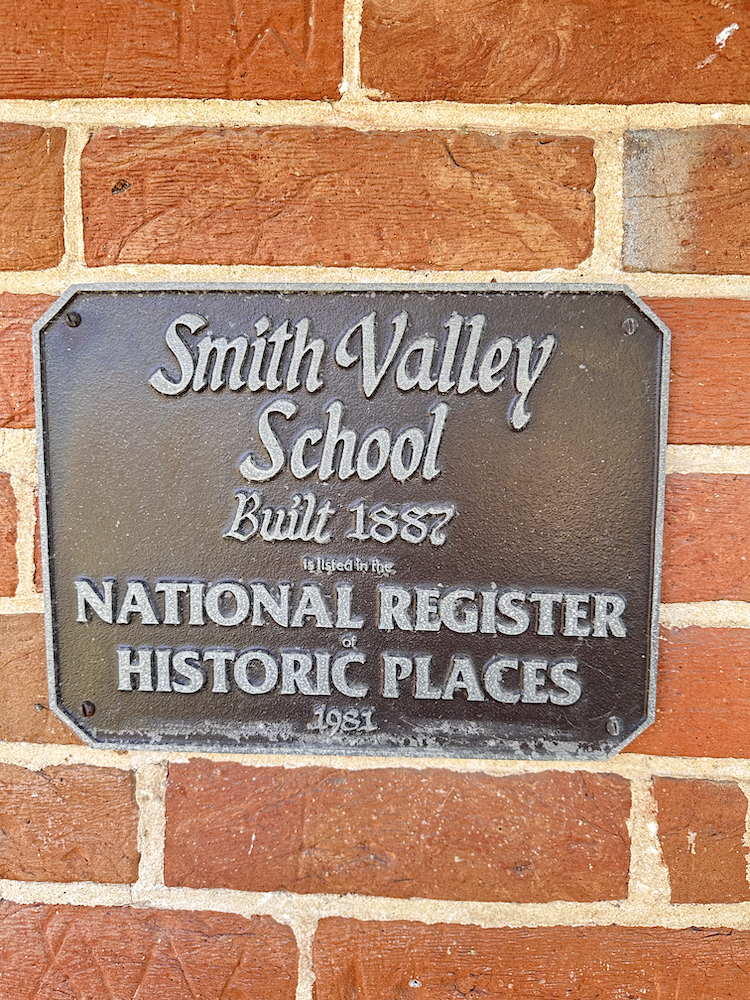 Smith Valley
School
Built 1887
is listed in the
NATIONAL REGISTER
of
HISTORIC PLACES
1981